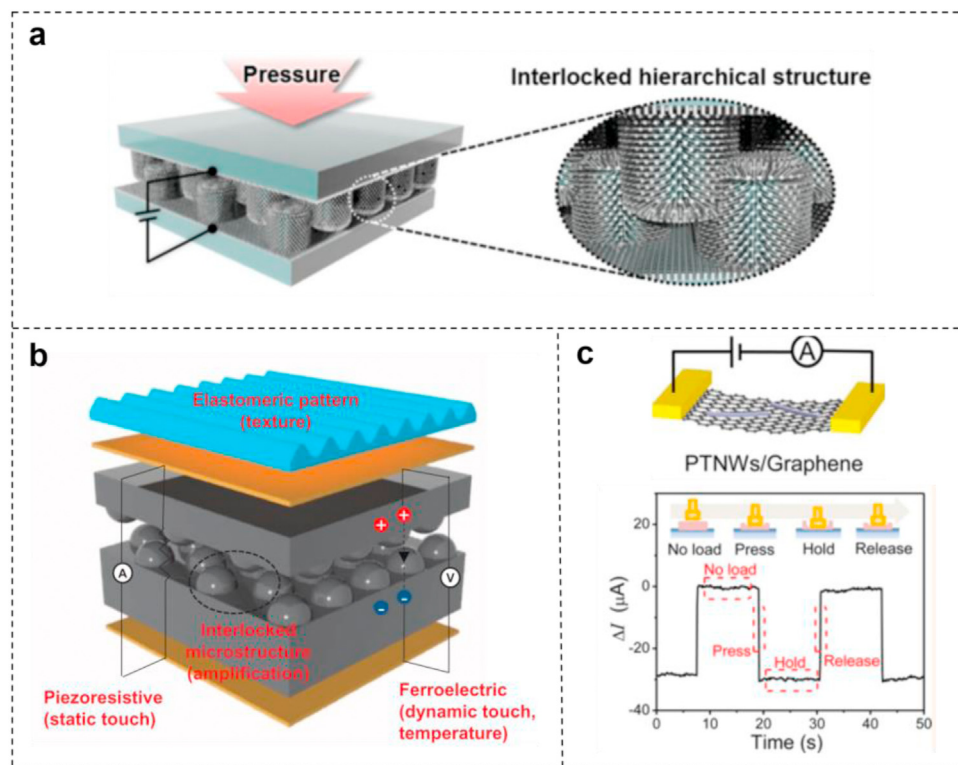 a
Pressure
Interlocked hierarchical structure
b
Elastomeric pattern
(texture)
+
+
A
V
-
-
Interlocked
microstructure
(amplification)
Piezoresistive
(static touch)
Ferroelectric
(dynamic touch,
temperature)
c
A
PTNWs/Graphene
No load
Press
Hold
Release
No load
Press
Hold
Release
ΔI (μA)
20
0
-20
-40
0
10
20
30
40
50
Time (s)